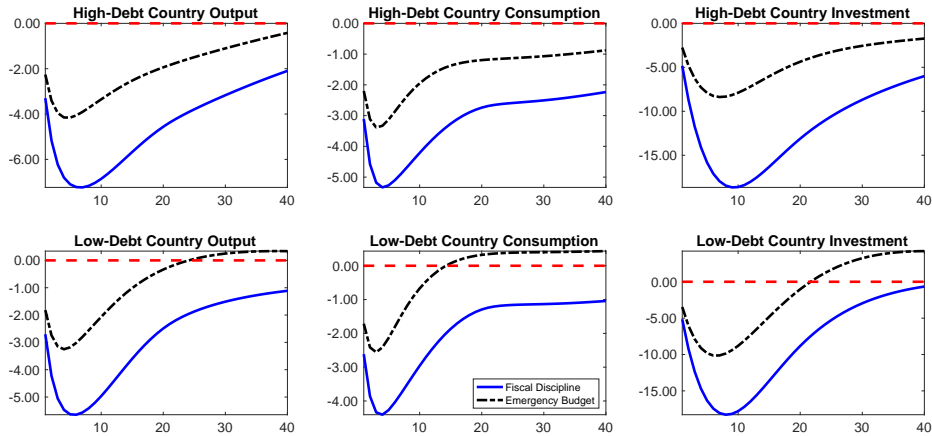 High-Debt Country Output
0.00
-2.00
-4.00
-6.00
10 20 30 40
High-Debt Country Consumption
0.00
-1.00
-2.00
-3.00
-4.00
-5.00
10 20 30 40
High-Debt Country Investment
0.00
-5.00
-10.00
-15.00
10 20 30 40
Low-Debt Country Output
0.00
-1.00
-2.00
-3.00
-4.00
-5.00
10 20 30 40
Low-Debt Country Consumption
0.00
-1.00
-2.00
-3.00
-4.00
10 20 30 40
Fiscal Discipline
Emergency Budget
Low-Debt Country Investment
0.00
-5.00
-10.00
-15.00
10 20 30 40